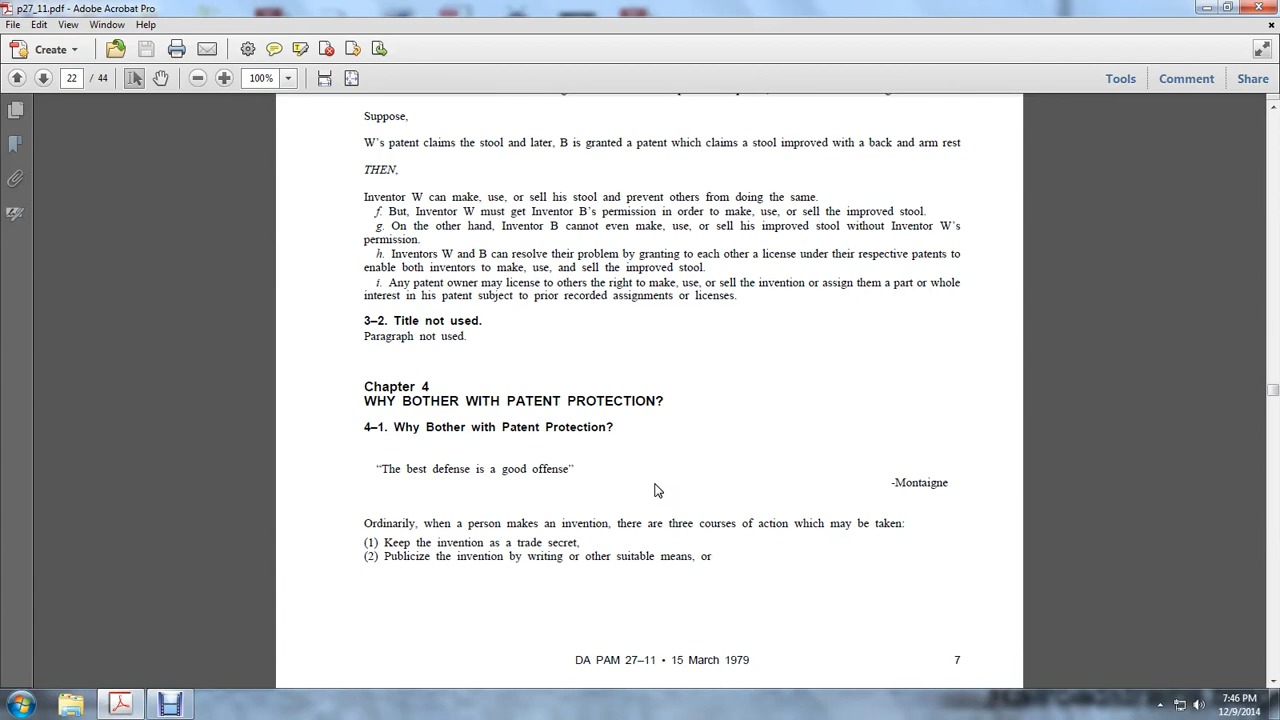 p27_11.pdf - Adobe Acrobat Pro
File Edit View Window Help
Create
22 / 44 100% Tools Comment Share
Suppose,
W's patent claims the stool and later, B is granted a patent which claims a stool improved with a back and arm rest
THEN,
Inventor W can make, use, or sell his stool and prevent others from doing the same.
f. But, Inventor W must get Inventor B's permission in order to make, use, or sell the improved stool.
g. On the other hand, Inventor B cannot even make, use, or sell his improved stool without Inventor W's
permission.
h. Inventors W and B can resolve their problem by granting to each other a license under their respective patents to
enable both inventors to make, use, and sell the improved stool.
i. Any patent owner may license to others the right to make, use, or sell the invention or assign them a part or whole
interest in his patent subject to prior recorded assignments or licenses.
3–2. Title not used.
Paragraph not used.
Chapter 4
WHY BOTHER WITH PATENT PROTECTION?
4–1. Why Bother with Patent Protection?
“The best defense is a good offense”
-Montaigne
Ordinarily, when a person makes an invention, there are three courses of action which may be taken:
(1) Keep the invention as a trade secret,
(2) Publicize the invention by writing or other suitable means, or
DA PAM 27–11 • 15 March 1979 7
7:46 PM
12/9/2014